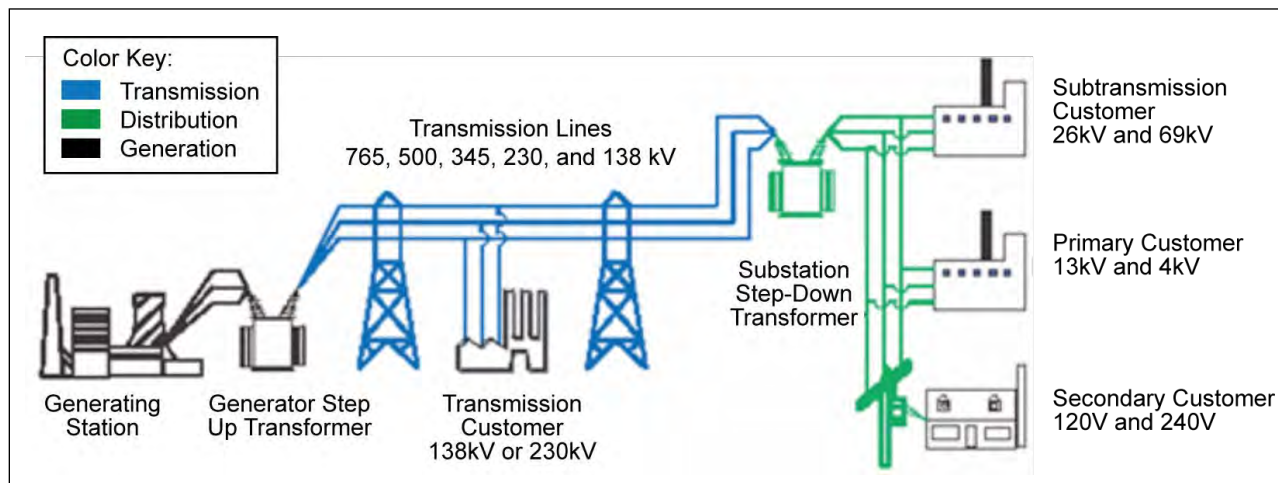 Color Key:
Transmission
Distribution
Generation
Transmission Lines
765, 500, 345, 230, and 138 kV
Subtransmission
Customer
26kV and 69kV
Primary Customer
13kV and 4kV
Substation
Step-Down
Transformer
Secondary Customer
120V and 240V
Generating
Station
Generator Step
Up Transformer
Transmission
Customer
138kV or 230kV